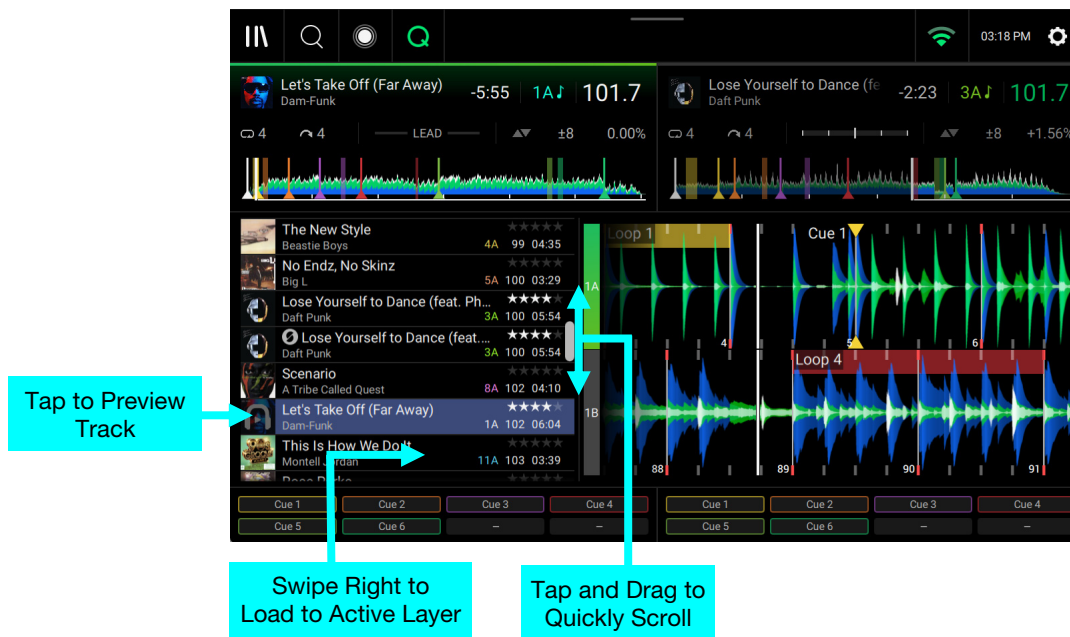 03:18 PM
Let's Take Off (Far Away)
Dam-Funk
-5:55
1A
101.7
4
4
LEAD
±8
0.00%
Lose Yourself to Dance (fe
Daft Punk
-2:23
3A
101.7
4
4
±8
+1.56%
The New Style
Beastie Boys
4A 99 04:35
No Endz, No Skinz
Big L
5A 100 03:29
Lose Yourself to Dance (feat. Ph...
Daft Punk
3A 100 05:54
Lose Yourself to Dance (feat....
Daft Punk
3A 100 05:54
Scenario
A Tribe Called Quest
8A 102 04:10
Let's Take Off (Far Away)
Dam-Funk
1A 102 06:04
This Is How We Do It
Montell Jordan
11A 103 03:39
1A
1B
Loop 1
Cue 1
4
5
6
Loop 4
88
89
90
91
Cue 1 Cue 2 Cue 3 Cue 4
Cue 5 Cue 6 – –
Cue 1 Cue 2 Cue 3 Cue 4
Cue 5 Cue 6 – –
Tap to Preview
Track
Swipe Right to
Load to Active Layer
Tap and Drag to
Quickly Scroll